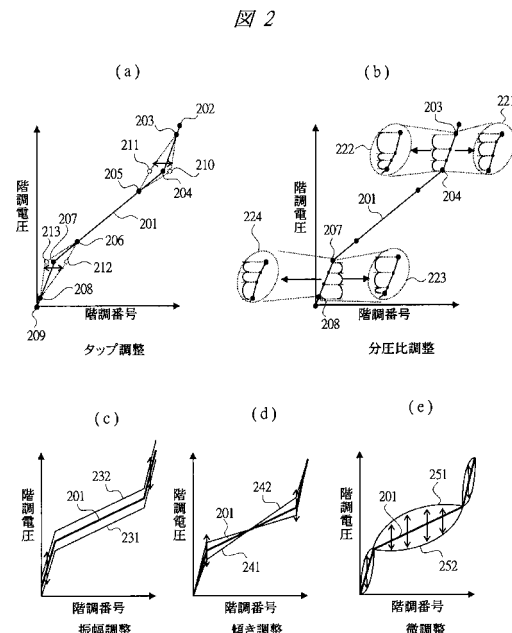 図 2
(a)
階調電圧
202
203
211
210
205
204
201
207
213
206
212
208
209
階調番号
タップ調整
(b)
階調電圧
203
221
222
204
201
207
224
223
208
階調番号
分圧比調整
(c)
階調電圧
232
201
231
階調番号
振幅調整
(d)
階調電圧
242
201
241
階調番号
傾き調整
(e)
階調電圧
251
201
252
階調番号
微調整